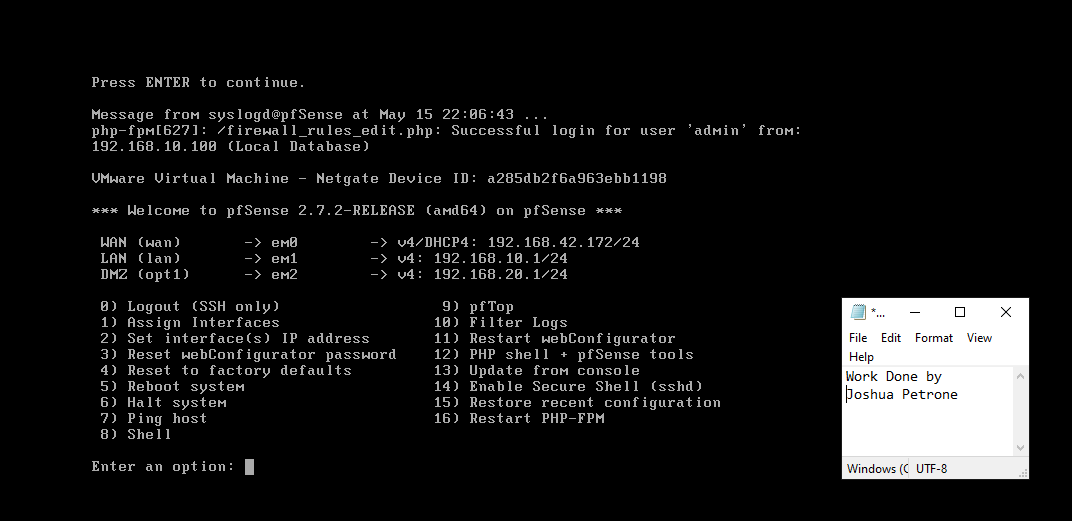 Press ENTER to continue.
Message from syslogd@pfSense at May 15 22:06:43 ...
php-fpm[627]: /firewall_rules_edit.php: Successful login for user 'admin' from:
192.168.10.100 (Local Database)
VMware Virtual Machine - Netgate Device ID: a285db2f6a963ebb1198
*** Welcome to pfSense 2.7.2-RELEASE (amd64) on pfSense ***
WAN (wan) -> em0 -> v4/DHCP4: 192.168.42.172/24
LAN (lan) -> em1 -> v4: 192.168.10.1/24
DMZ (opt1) -> em2 -> v4: 192.168.20.1/24
0) Logout (SSH only) 9) pfTop
1) Assign Interfaces 10) Filter Logs
2) Set interface(s) IP address 11) Restart webConfigurator
3) Reset webConfigurator password 12) PHP shell + pfSense tools
4) Reset to factory defaults 13) Update from console
5) Reboot system 14) Enable Secure Shell (sshd)
6) Halt system 15) Restore recent configuration
7) Ping host 16) Restart PHP-FPM
8) Shell
Enter an option:
*...
File Edit Format View
Help
Work Done by
Joshua Petrone
Windows (C UTF-8